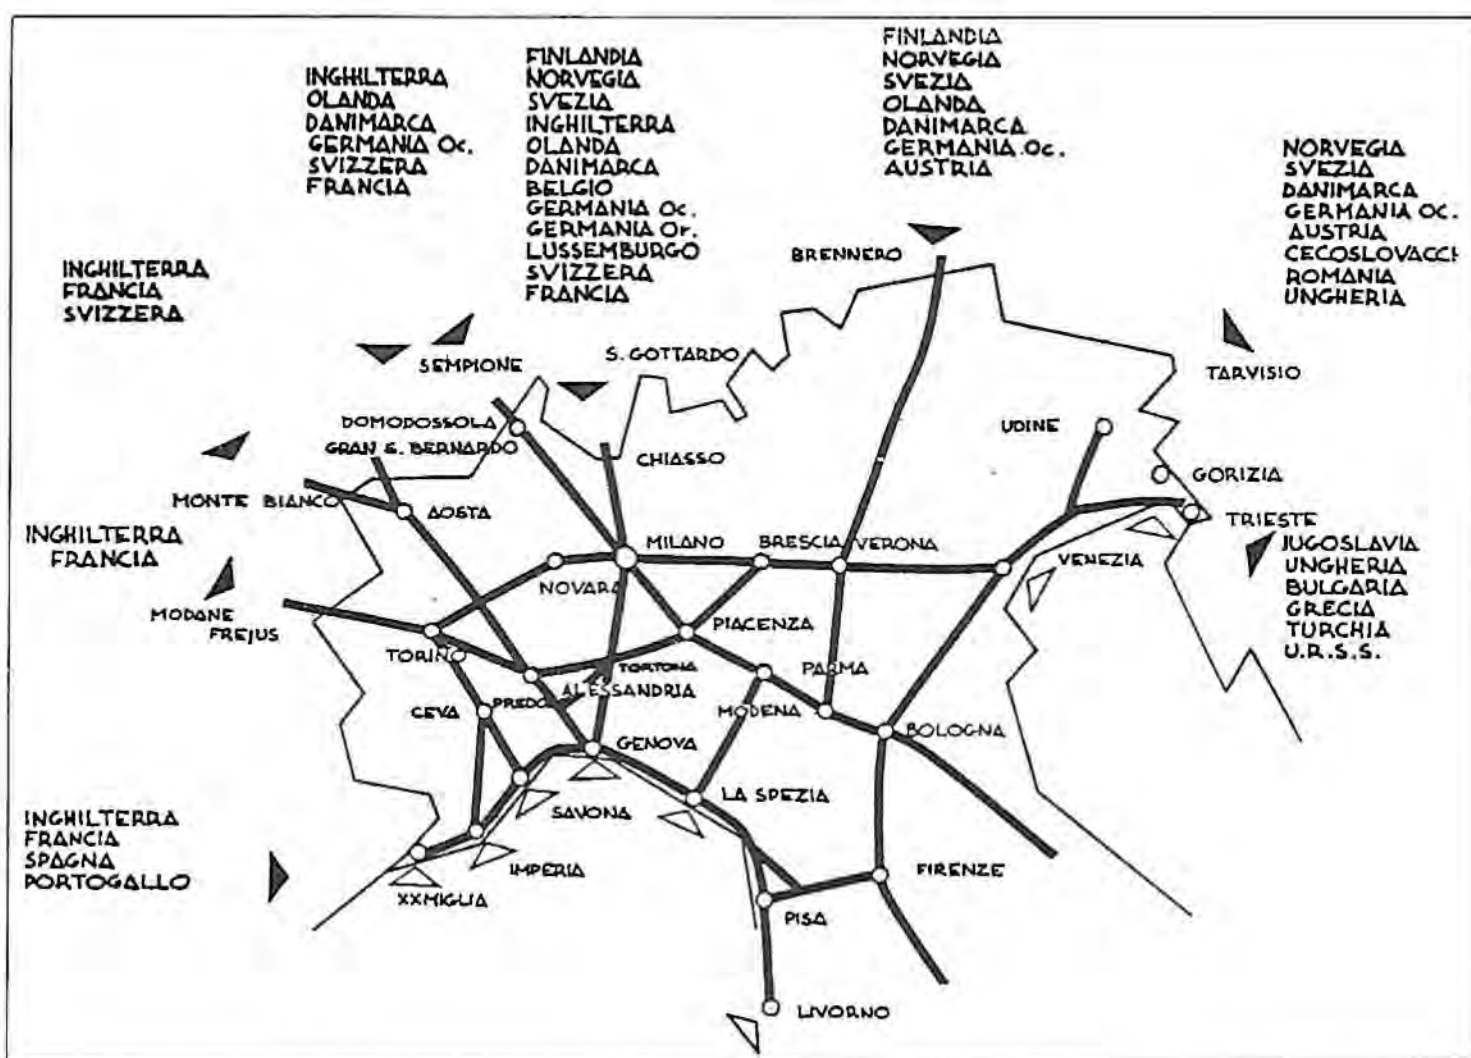 INGHILTERRA
OLANDA
DANIMARCA
GERMANIA Oc.
SVIZZERA
FRANCIA
FINLANDIA
NORVEGIA
SVEZIA
INGHILTERRA
OLANDA
DANIMARCA
BELGIO
GERMANIA Oc.
GERMANIA Or.
LUSSEMBURGO
SVIZZERA
FRANCIA
FINLANDIA
NORVEGIA
SVEZIA
OLANDA
DANIMARCA
GERMANIA Oc.
AUSTRIA
NORVEGIA
SVEZIA
DANIMARCA
GERMANIA OC.
AUSTRIA
CECOSLOVACCI
ROMANIA
UNGHERIA
INGHILTERRA
FRANCIA
SVIZZERA
BRENNERO
SEMPIONE
S. GOTTARDO
TARVISIO
DOMODOSSOLA
GRAN S. BERNARDO
CHIASSO
UDINE
GORIZIA
MONTE BIANCO
AOSTA
TRIESTE
INGHILTERRA
FRANCIA
MILANO
BRESCIA
VERONA
VENEZIA
JUGOSLAVIA
UNGHERIA
BULGARIA
GRECIA
TURCHIA
U.R.S.S.
NOVARA
MODANE
FREJUS
PIACENZA
TORINO
TORTONA
PARMA
ALESSANDRIA
PREDO
CEVA
MODENA
BOLOGNA
GENOVA
LA SPEZIA
SAVONA
INGHILTERRA
FRANCIA
SPAGNA
PORTOGALLO
IMPERIA
FIRENZE
XXMIGLIA
PISA
LIVORNO